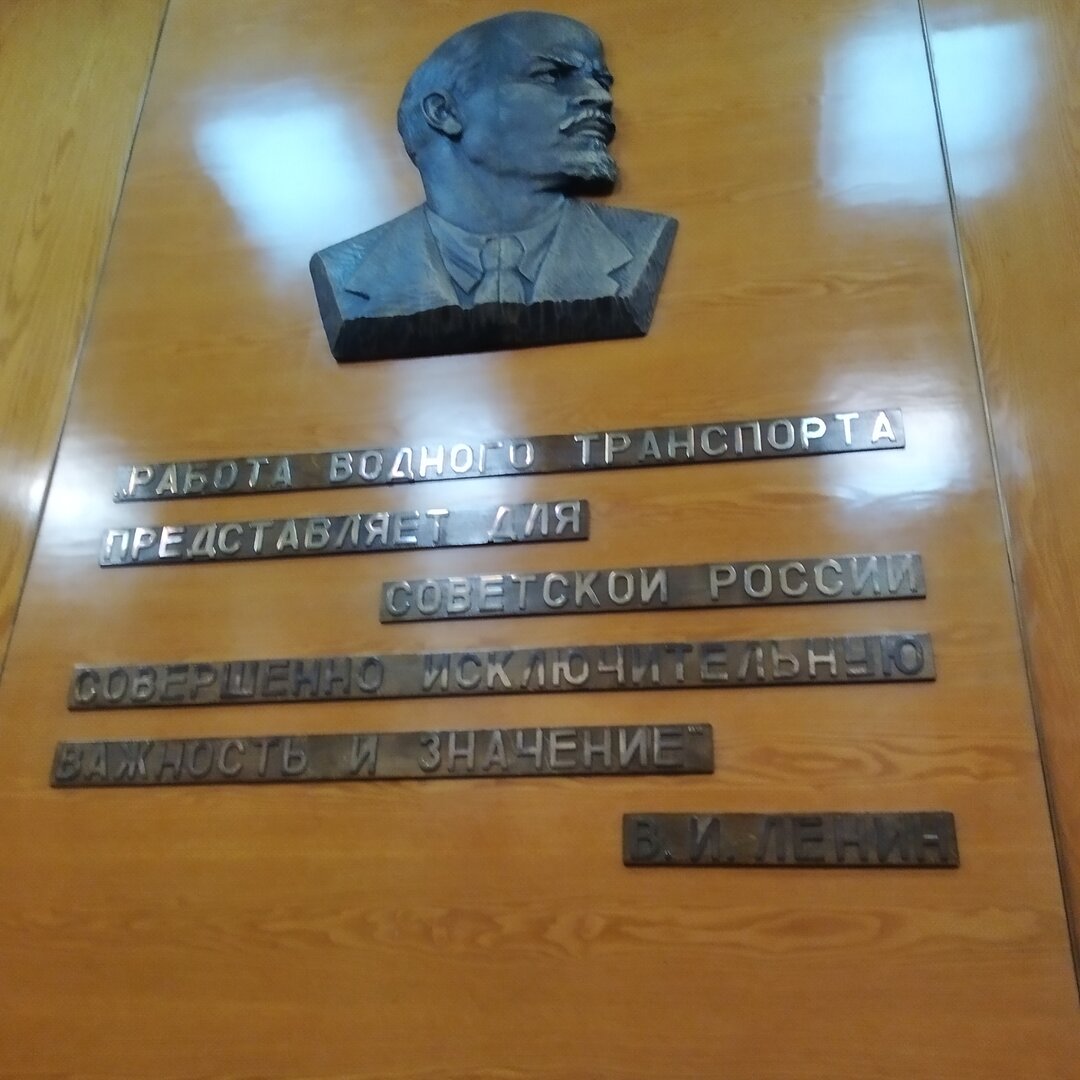 „РАБОТА ВОДНОГО ТРАНСПОРТА
ПРЕДСТАВЛЯЕТ ДЛЯ
СОВЕТСКОЙ РОССИИ
СОВЕРШЕННО ИСКЛЮЧИТЕЛЬНУЮ
ВАЖНОСТЬ И ЗНАЧЕНИЕ"
В. И. ЛЕНИН